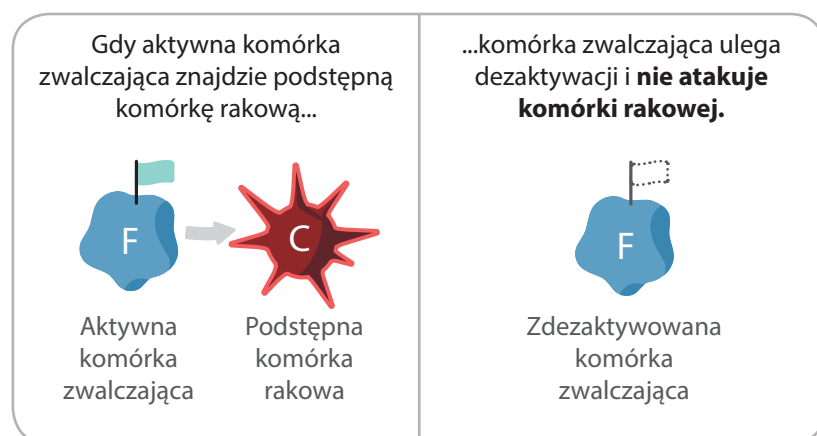 Gdy aktywna komórka
zwalczająca znajdzie podstępną
komórkę rakową...
F
C
Aktywna
komórka
zwalczająca
Podstępna
komórka
rakowa
...komórka zwalczająca ulega
dezaktywacji i nie atakuje
komórki rakowej.
F
Zdezaktywowana
komórka
zwalczająca